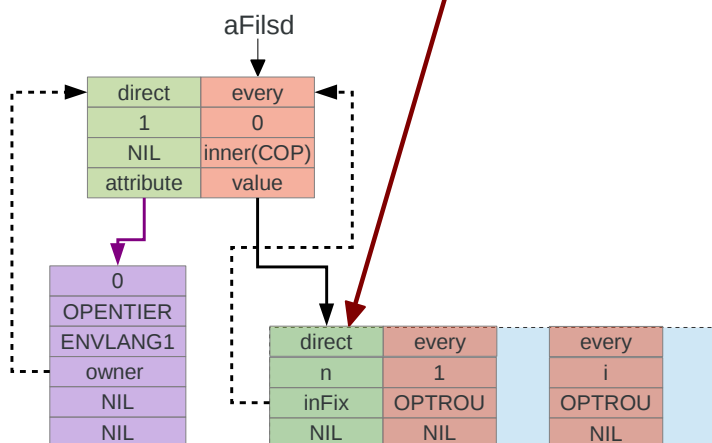 aFilsd
direct every
1 0
NIL inner(COP)
attribute value
0
OPENTIER
ENVLANG1
owner
NIL
NIL
direct every every
n 1 i
inFix OPTROU OPTROU
NIL NIL NIL